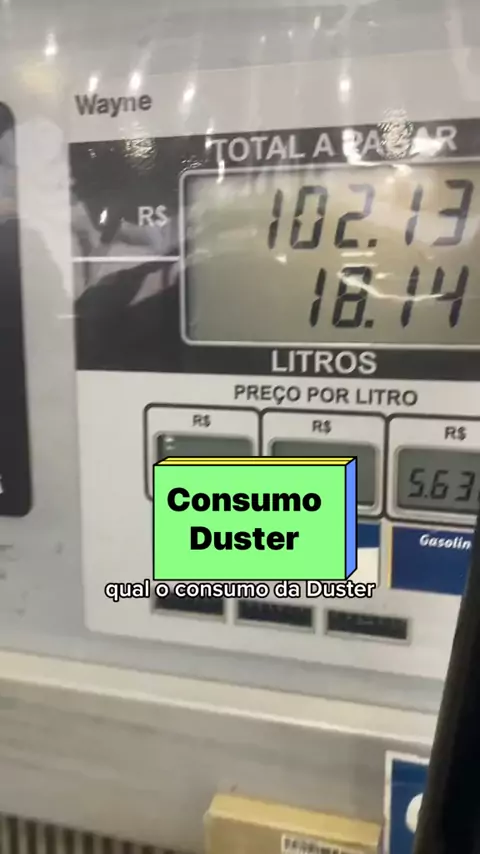 Wayne
TOTAL A PAGAR
R$
102.13
18.14
LITROS
PREÇO POR LITRO
R$
R$
R$
5.63
Gasolin
Consumo
Duster
qual o consumo da Duster